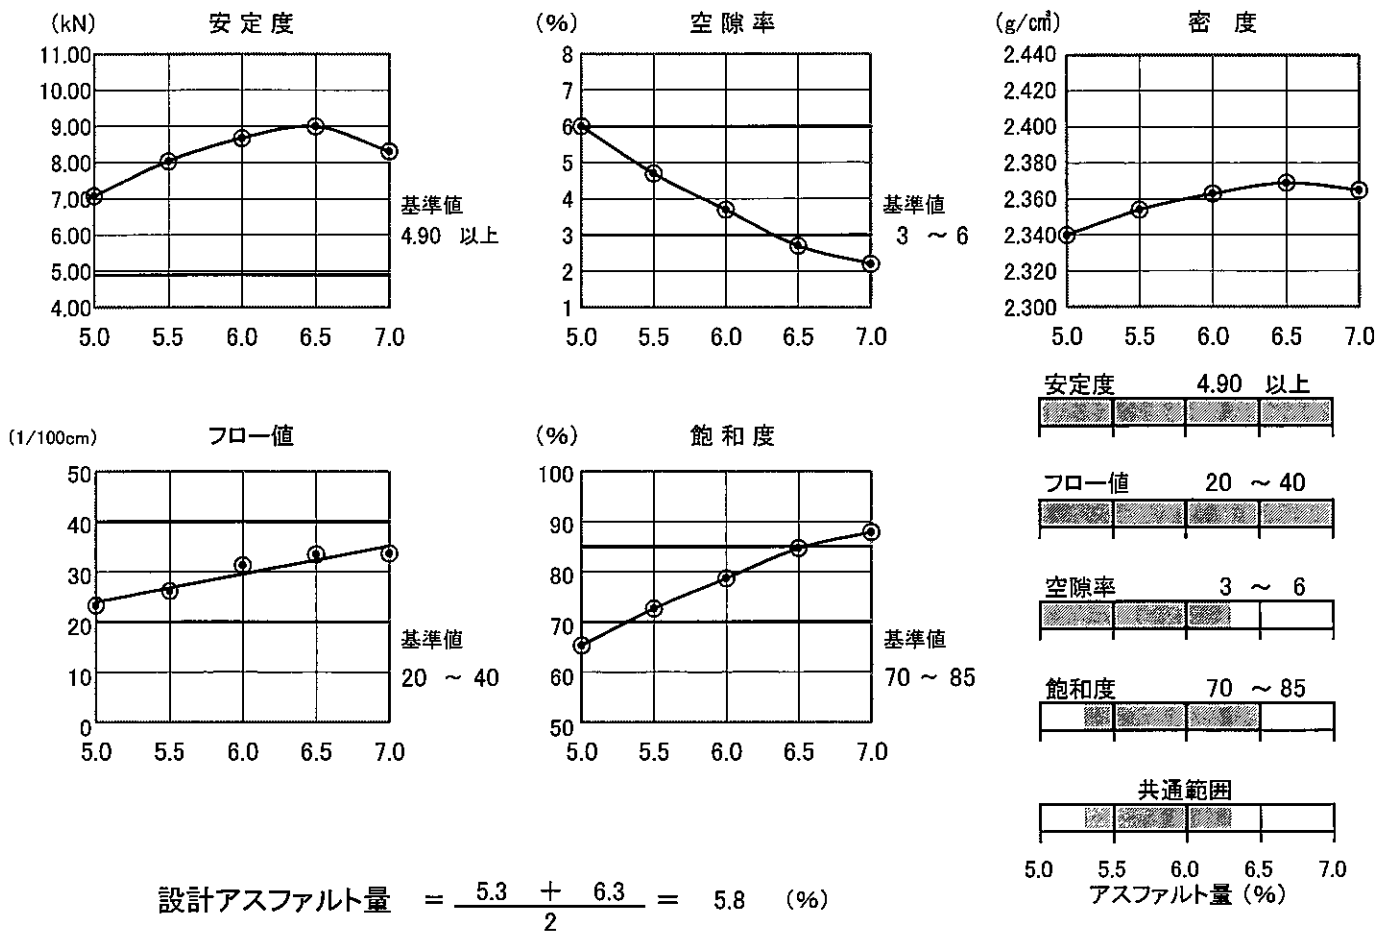 (kN) 安定度
11.00
10.00
9.00
8.00
7.00
6.00
5.00
4.00
5.0 5.5 6.0 6.5 7.0
基準値
4.90 以上
(%) 空隙率
8
7
6
5
4
3
2
1
5.0 5.5 6.0 6.5 7.0
基準値
3 ～ 6
(g/c㎥) 密 度
2.440
2.420
2.400
2.380
2.360
2.340
2.320
2.300
5.0 5.5 6.0 6.5 7.0
(1/100cm) フロー値
50
40
30
20
10
0
5.0 5.5 6.0 6.5 7.0
基準値
20 ～ 40
(%) 飽和度
100
90
80
70
60
50
5.0 5.5 6.0 6.5 7.0
基準値
70 ～ 85
安定度 4.90 以上
フロー値 20 ～ 40
空隙率 3 ～ 6
飽和度 70 ～ 85
共通範囲
5.0 5.5 6.0 6.5 7.0
アスファルト量 (%)
設計アスファルト量 = 5.3 + 6.3 = 5.8 (%)
2